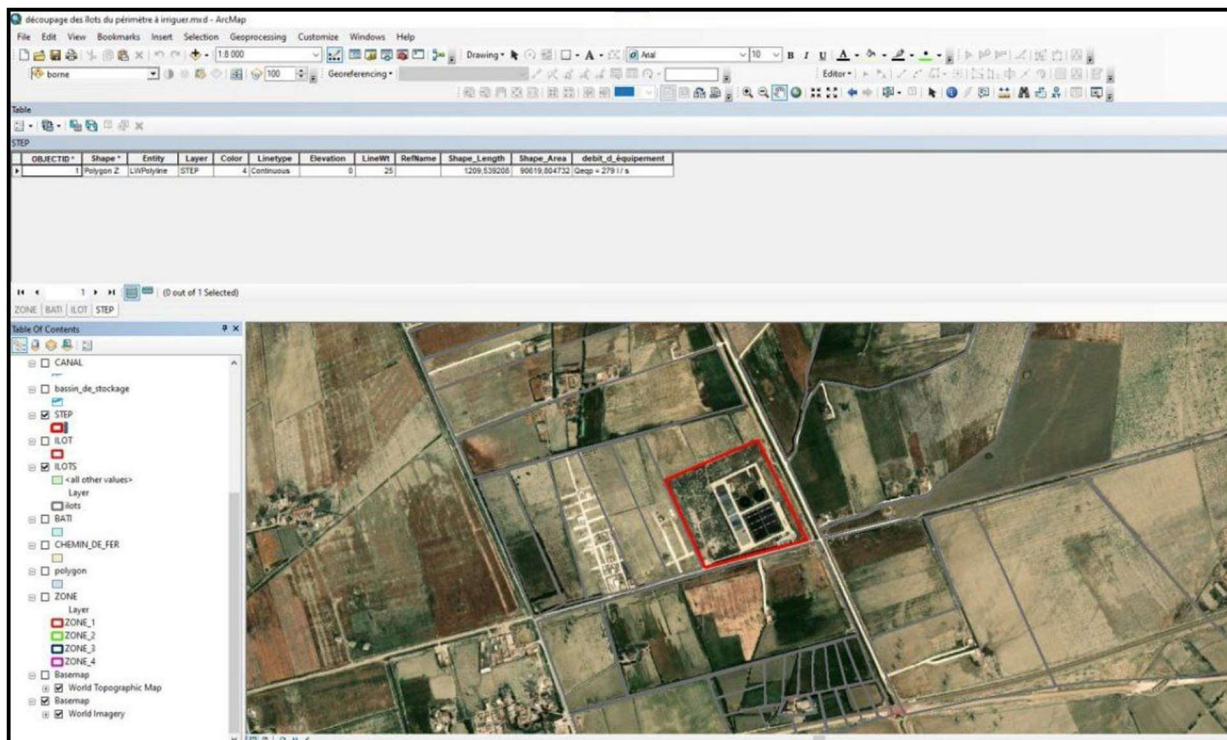 découpage des îlots du périmètre à irriguer.mxd - ArcMap
File Edit View Bookmarks Insert Selection Geoprocessing Customize Windows Help
1:8 000 Drawing Arial 10 B I U A
borne 100 Georeferencing Editor
Table
STEP
OBJECTID * Shape * Entity Layer Color Linetype Elevation LineWt RefName Shape_Length Shape_Area debit_d_équipement
1 Polygon Z LWPolyline STEP 4 Continuous 0 25 1209,539208 90619,804732 Qeqp = 279 l / s
1 (0 out of 1 Selected)
ZONE BATI ILOT STEP
Table Of Contents
CANAL
bassin_de_stockage
STEP
ILOT
ILOTS
<all other values>
Layer
ilots
BATI
CHEMIN_DE_FER
polygon
ZONE
Layer
ZONE_1
ZONE_2
ZONE_3
ZONE_4
Basemap
World Topographic Map
Basemap
World Imagery